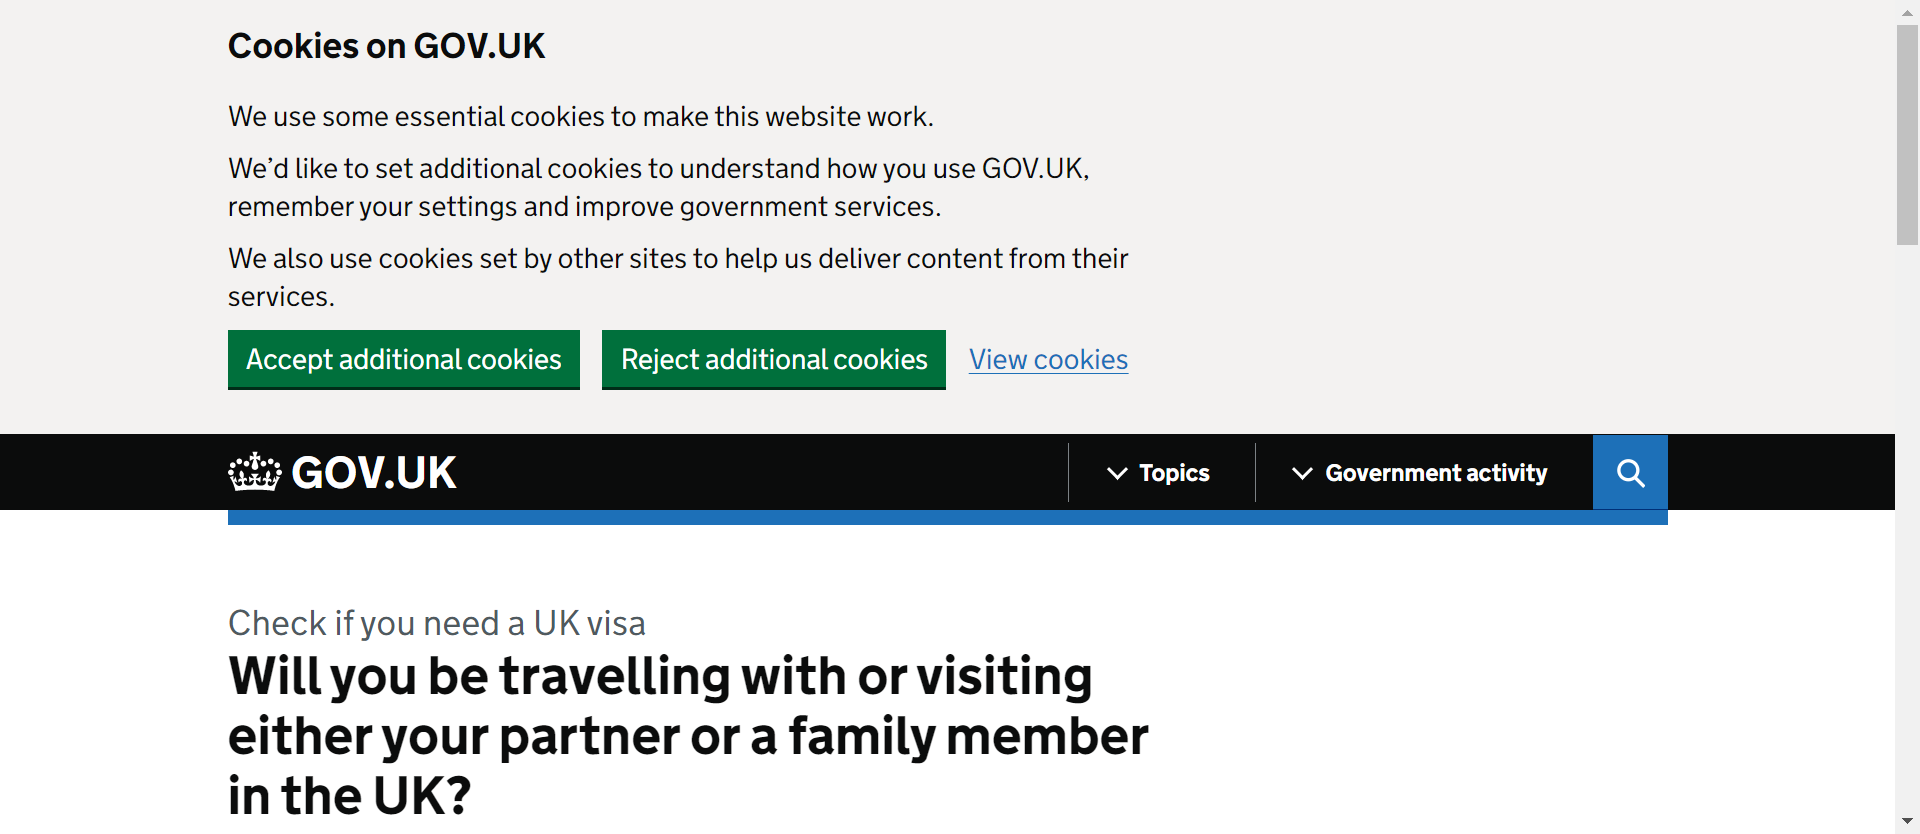 Cookies on GOV.UK
We use some essential cookies to make this website work.
We’d like to set additional cookies to understand how you use GOV.UK,
remember your settings and improve government services.
We also use cookies set by other sites to help us deliver content from their
services.
Accept additional cookies Reject additional cookies View cookies
GOV.UK Topics Government activity
Check if you need a UK visa
Will you be travelling with or visiting
either your partner or a family member
in the UK?